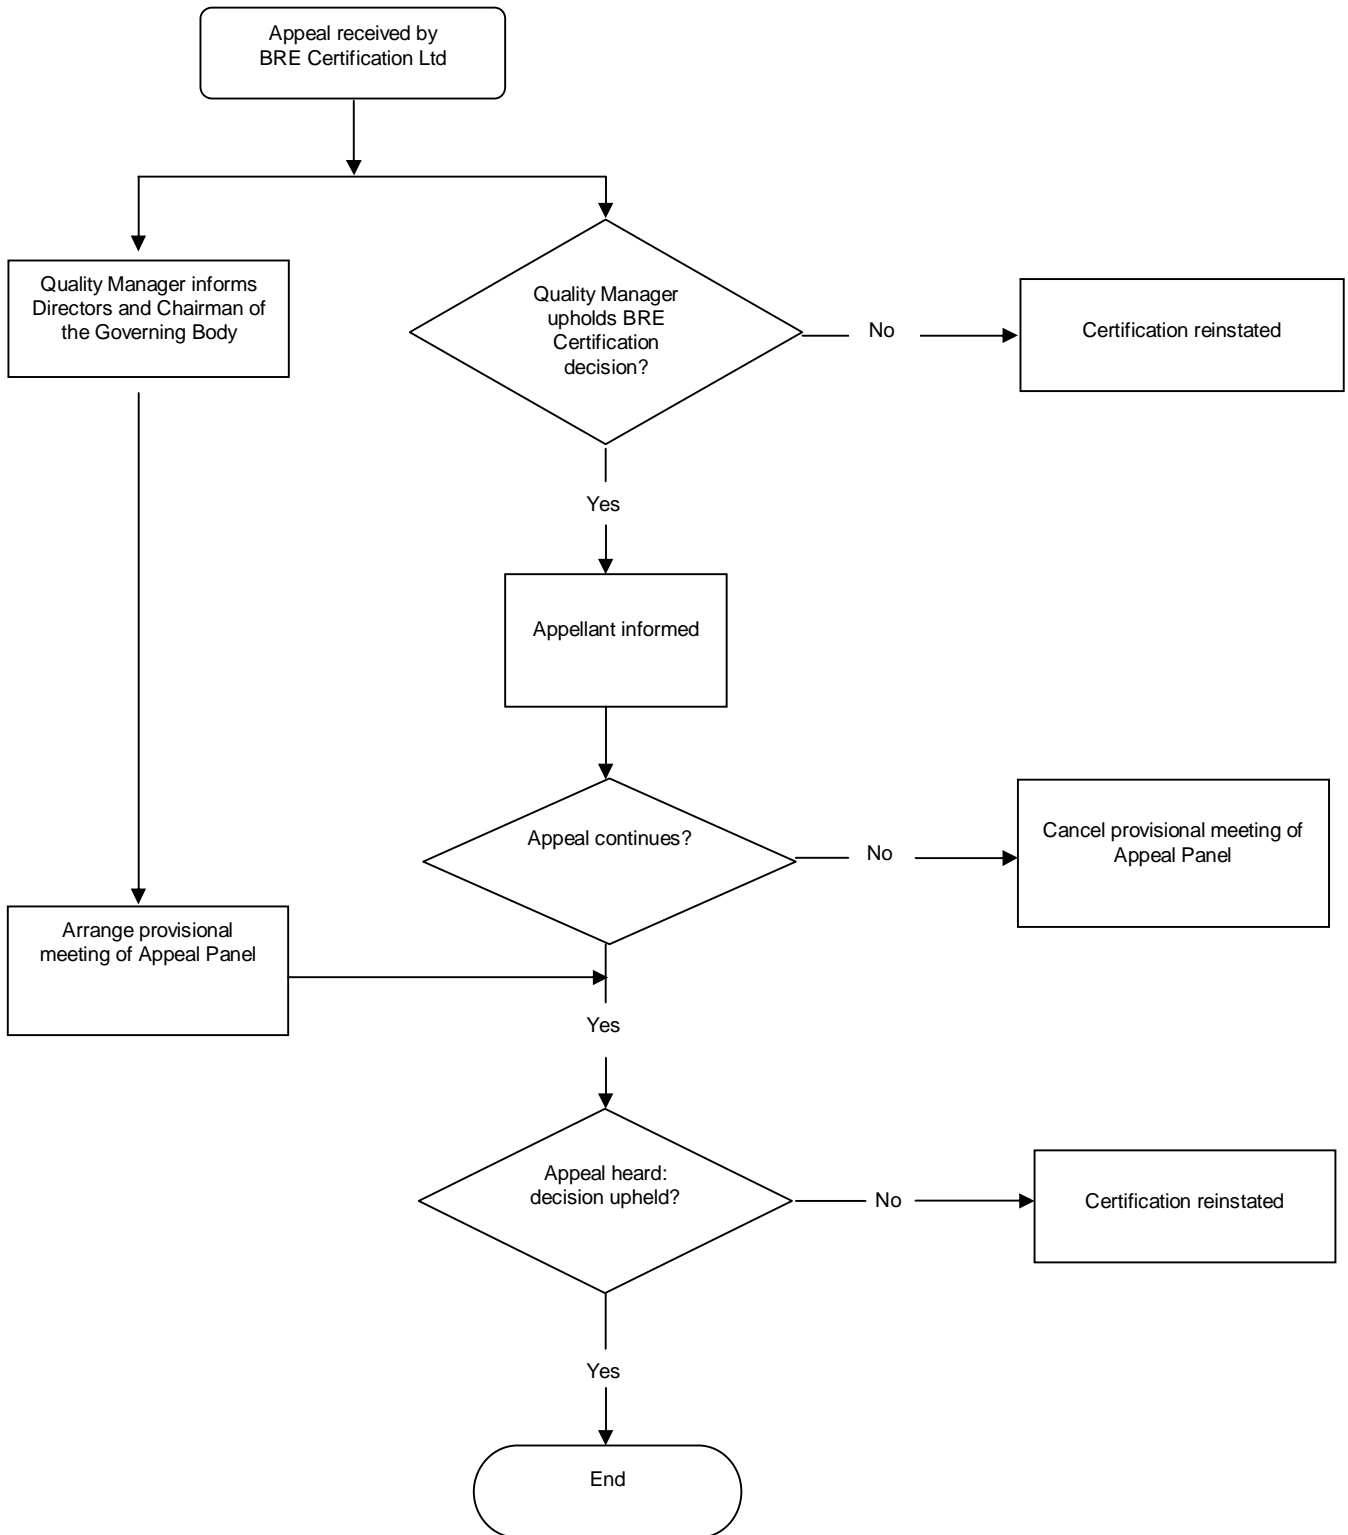 Appeal received by
BRE Certification Ltd
Quality Manager informs
Directors and Chairman of
the Governing Body
Quality Manager
upholds BRE
Certification
decision?
No
Certification reinstated
Yes
Appellant informed
Appeal continues?
No
Cancel provisional meeting of
Appeal Panel
Arrange provisional
meeting of Appeal Panel
Yes
Appeal heard:
decision upheld?
No
Certification reinstated
Yes
End